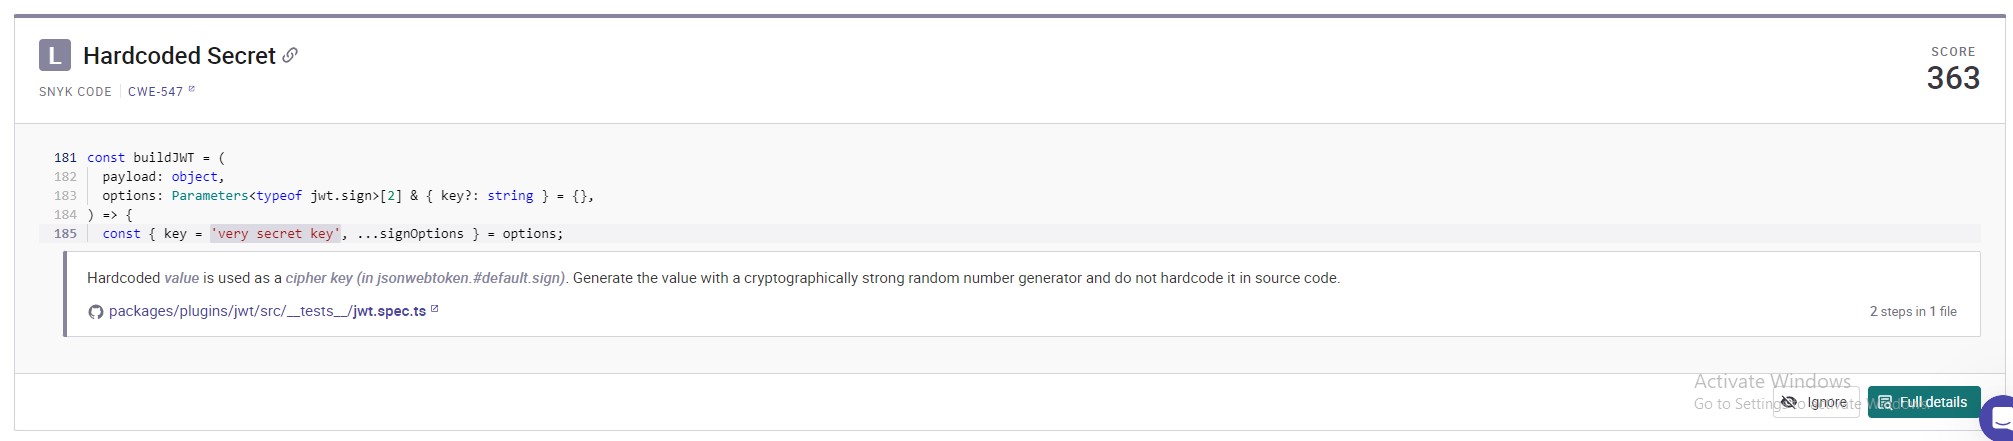 L Hardcoded Secret
SCORE
363
SNYK CODE | CWE-547
181 const buildJWT = (
182 payload: object,
183 options: Parameters<typeof jwt.sign>[2] & { key?: string } = {},
184 ) => {
185 const { key = 'very secret key', ...signOptions } = options;
Hardcoded value is used as a cipher key (in jsonwebtoken.#default.sign). Generate the value with a cryptographically strong random number generator and do not hardcode it in source code.
packages/plugins/jwt/src/__tests__/jwt.spec.ts
2 steps in 1 file
Activate Windows
Go to Settings to activate Windows.
Ignore
Full details